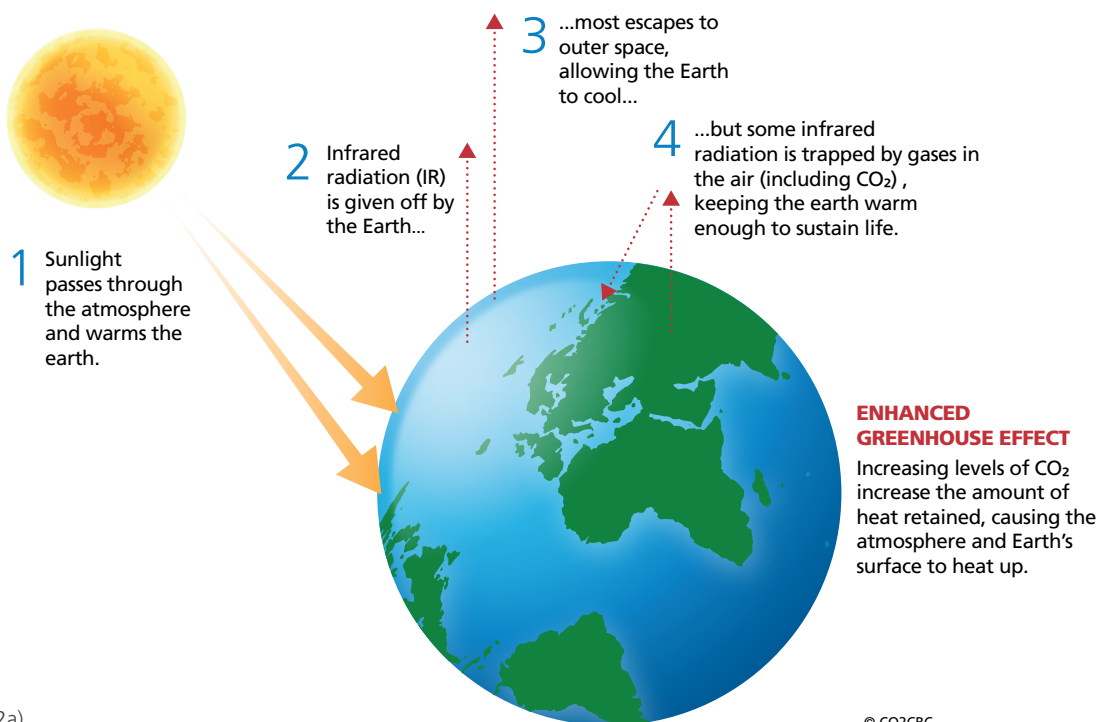 1
Sunlight
passes through
the atmosphere
and warms the
earth.
2
Infrared
radiation (IR)
is given off by
the Earth...
3
...most escapes to
outer space,
allowing the Earth
to cool...
4
...but some infrared
radiation is trapped by gases in
the air (including CO₂) ,
keeping the earth warm
enough to sustain life.
ENHANCED
GREENHOUSE EFFECT
Increasing levels of CO₂
increase the amount of
heat retained, causing the
atmosphere and Earth's
surface to heat up.
2a)
© CO2CRC